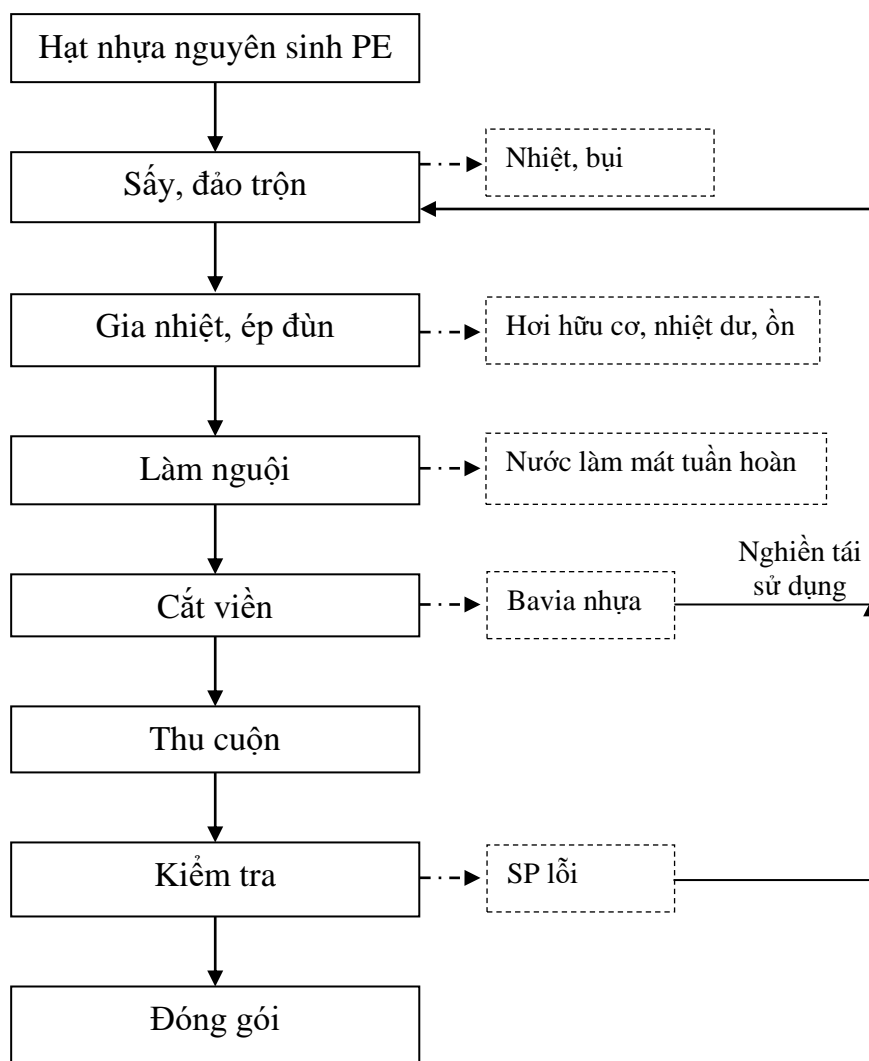 Hạt nhựa nguyên sinh PE
Sấy, đảo trộn
Nhiệt, bụi
Gia nhiệt, ép đùn
Hơi hữu cơ, nhiệt dư, ồn
Làm nguội
Nước làm mát tuần hoàn
Nghiền tái
sử dụng
Cắt viền
Bavia nhựa
Thu cuộn
Kiểm tra
SP lỗi
Đóng gói